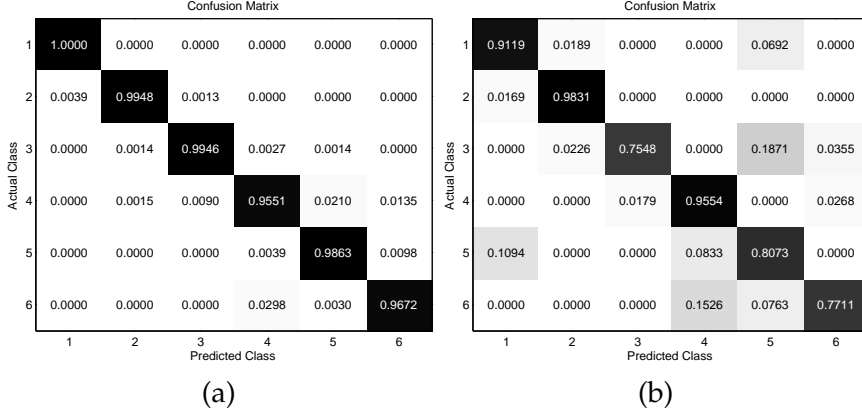 Confusion Matrix
Actual Class
1 1.0000 0.0000 0.0000 0.0000 0.0000 0.0000
2 0.0039 0.9948 0.0013 0.0000 0.0000 0.0000
3 0.0000 0.0014 0.9946 0.0027 0.0014 0.0000
4 0.0000 0.0015 0.0090 0.9551 0.0210 0.0135
5 0.0000 0.0000 0.0000 0.0039 0.9863 0.0098
6 0.0000 0.0000 0.0000 0.0298 0.0030 0.9672
1 2 3 4 5 6
Predicted Class
(a)
Confusion Matrix
Actual Class
1 0.9119 0.0189 0.0000 0.0000 0.0692 0.0000
2 0.0169 0.9831 0.0000 0.0000 0.0000 0.0000
3 0.0000 0.0226 0.7548 0.0000 0.1871 0.0355
4 0.0000 0.0000 0.0179 0.9554 0.0000 0.0268
5 0.1094 0.0000 0.0000 0.0833 0.8073 0.0000
6 0.0000 0.0000 0.0000 0.1526 0.0763 0.7711
1 2 3 4 5 6
Predicted Class
(b)